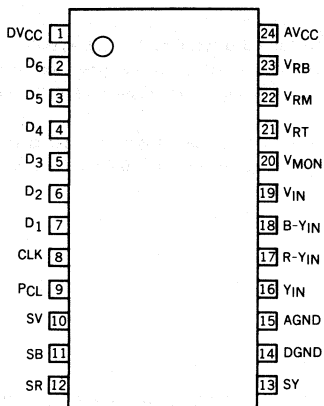 DVCC 1 24 AVCC
D6 2 23 VRB
D5 3 22 VRM
D4 4 21 VRT
D3 5 20 VMON
D2 6 19 VIN
D1 7 18 B-YIN
CLK 8 17 R-YIN
PCL 9 16 YIN
SV 10 15 AGND
SB 11 14 DGND
SR 12 13 SY